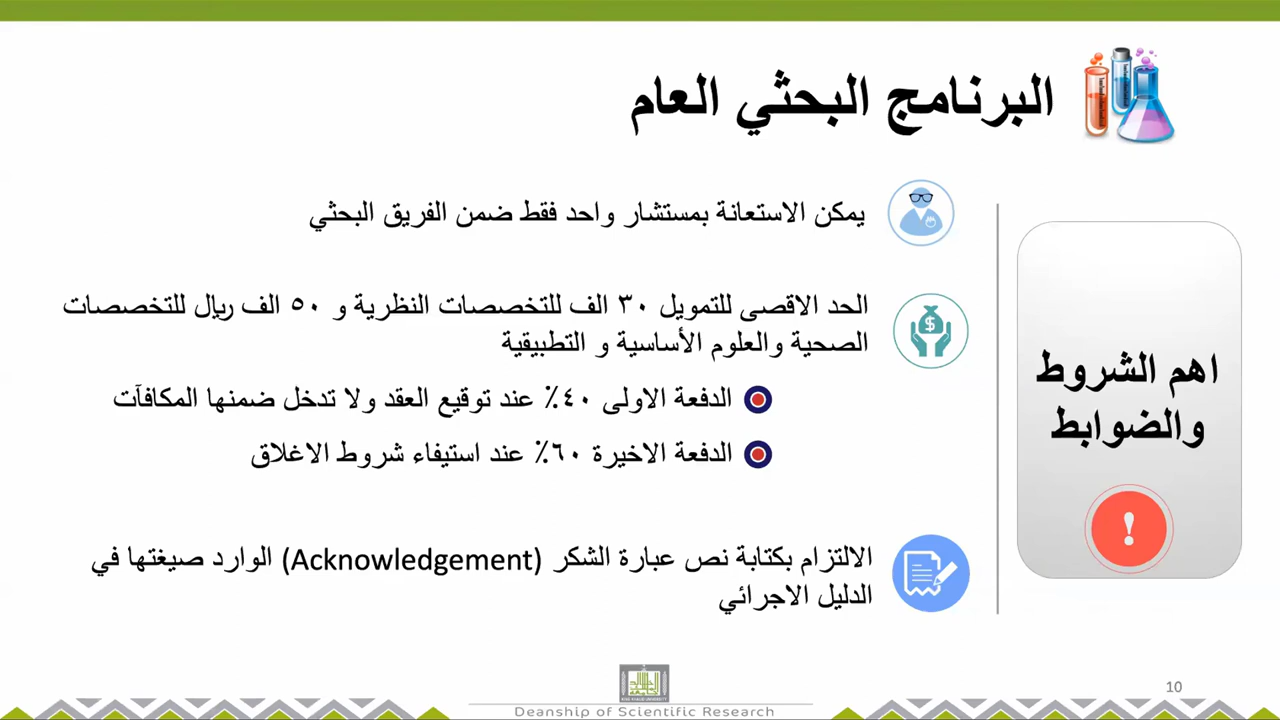 البرنامج البحثي العام
اهم الشروط
والضوابط
يمكن الاستعانة بمستشار واحد فقط ضمن الفريق البحثي
الحد الاقصى للتمويل ٣٠ الف للتخصصات النظرية و ٥٠ الف ريال للتخصصات
الصحية والعلوم الأساسية و التطبيقية
الدفعة الاولى ٤٠٪ عند توقيع العقد ولا تدخل ضمنها المكافآت
الدفعة الاخيرة ٦٠٪ عند استيفاء شروط الاغلاق
الالتزام بكتابة نص عبارة الشكر (Acknowledgement) الوارد صيغتها في
الدليل الاجرائي
KING KHALID UNIVERSITY
Deanship of Scientific Research
10